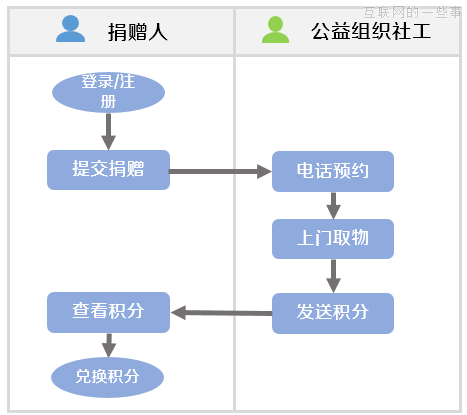 互联网的一些事
捐赠人
公益组织社工
登录/注
册
提交捐赠
电话预约
上门取物
查看积分
发送积分
兑换积分